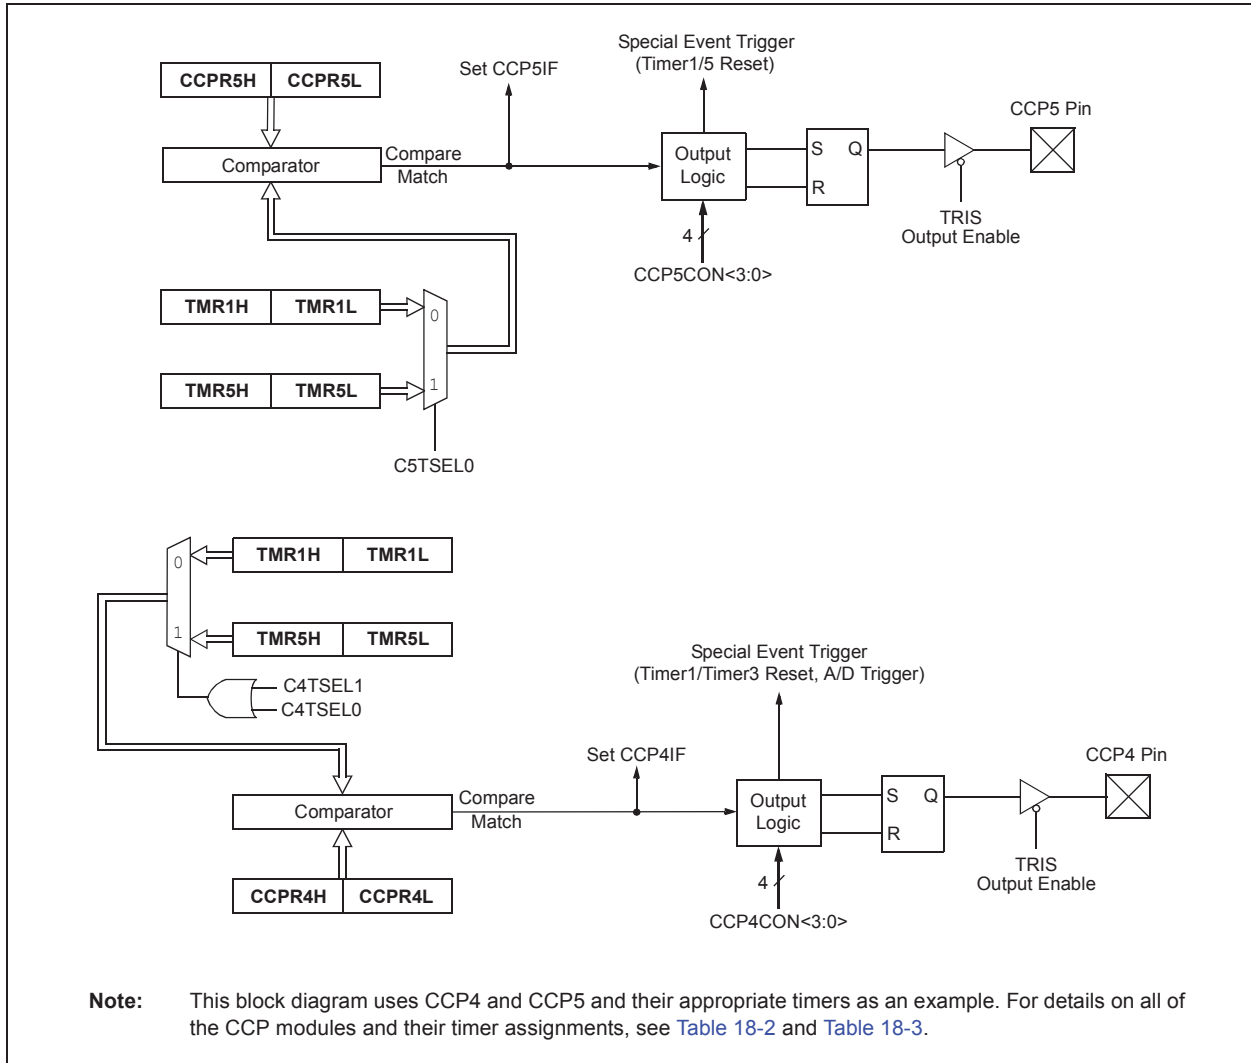 Special Event Trigger
(Timer1/5 Reset)
Set CCP5IF
CCPR5H CCPR5L
CCP5 Pin
Comparator
Compare
Match
Output
Logic
S Q
R
TRIS
Output Enable
4
CCP5CON<3:0>
TMR1H TMR1L
0
TMR5H TMR5L
1
C5TSEL0
0
TMR1H TMR1L
1
TMR5H TMR5L
C4TSEL1
C4TSEL0
Special Event Trigger
(Timer1/Timer3 Reset, A/D Trigger)
Set CCP4IF
CCP4 Pin
Comparator
Compare
Match
Output
Logic
S Q
R
TRIS
Output Enable
4
CCPR4H CCPR4L
CCP4CON<3:0>
Note: This block diagram uses CCP4 and CCP5 and their appropriate timers as an example. For details on all of
the CCP modules and their timer assignments, see Table 18-2 and Table 18-3.